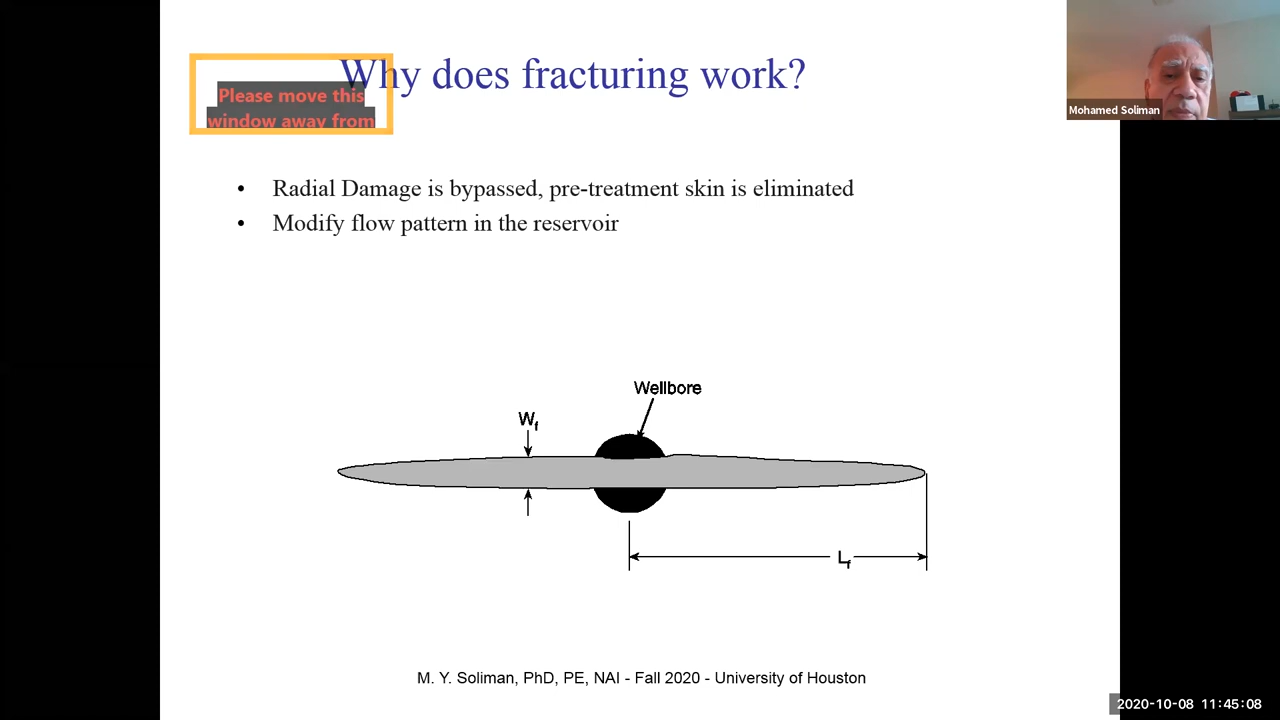 Why does fracturing work?
Please move this
window away from
Mohamed Soliman
• Radial Damage is bypassed, pre-treatment skin is eliminated
• Modify flow pattern in the reservoir
Wellbore
Wf
Lf
M. Y. Soliman, PhD, PE, NAI - Fall 2020 - University of Houston
2020-10-08 11:45:08